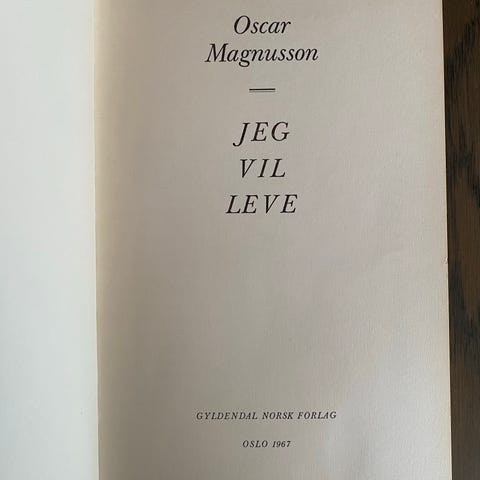 Oscar
Magnusson
JEG
VIL
LEVE
GYLDENDAL NORSK FORLAG
OSLO 1967